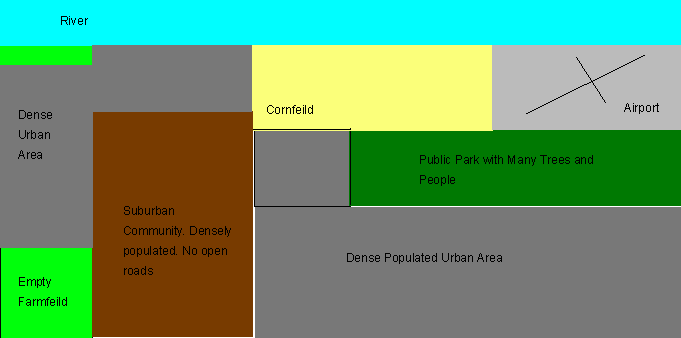 River
Dense
Urban
Area
Cornfeild
Airport
Public Park with Many Trees and
People
Suburban
Community. Densely
populated. No open
roads
Dense Populated Urban Area
Empty
Farmfeild